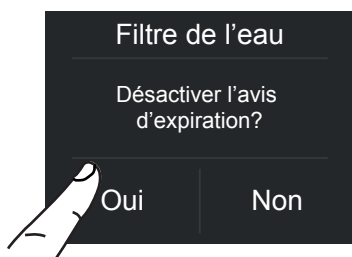 Filtre de l’eau
Désactiver l’avis
d’expiration?
Oui
Non